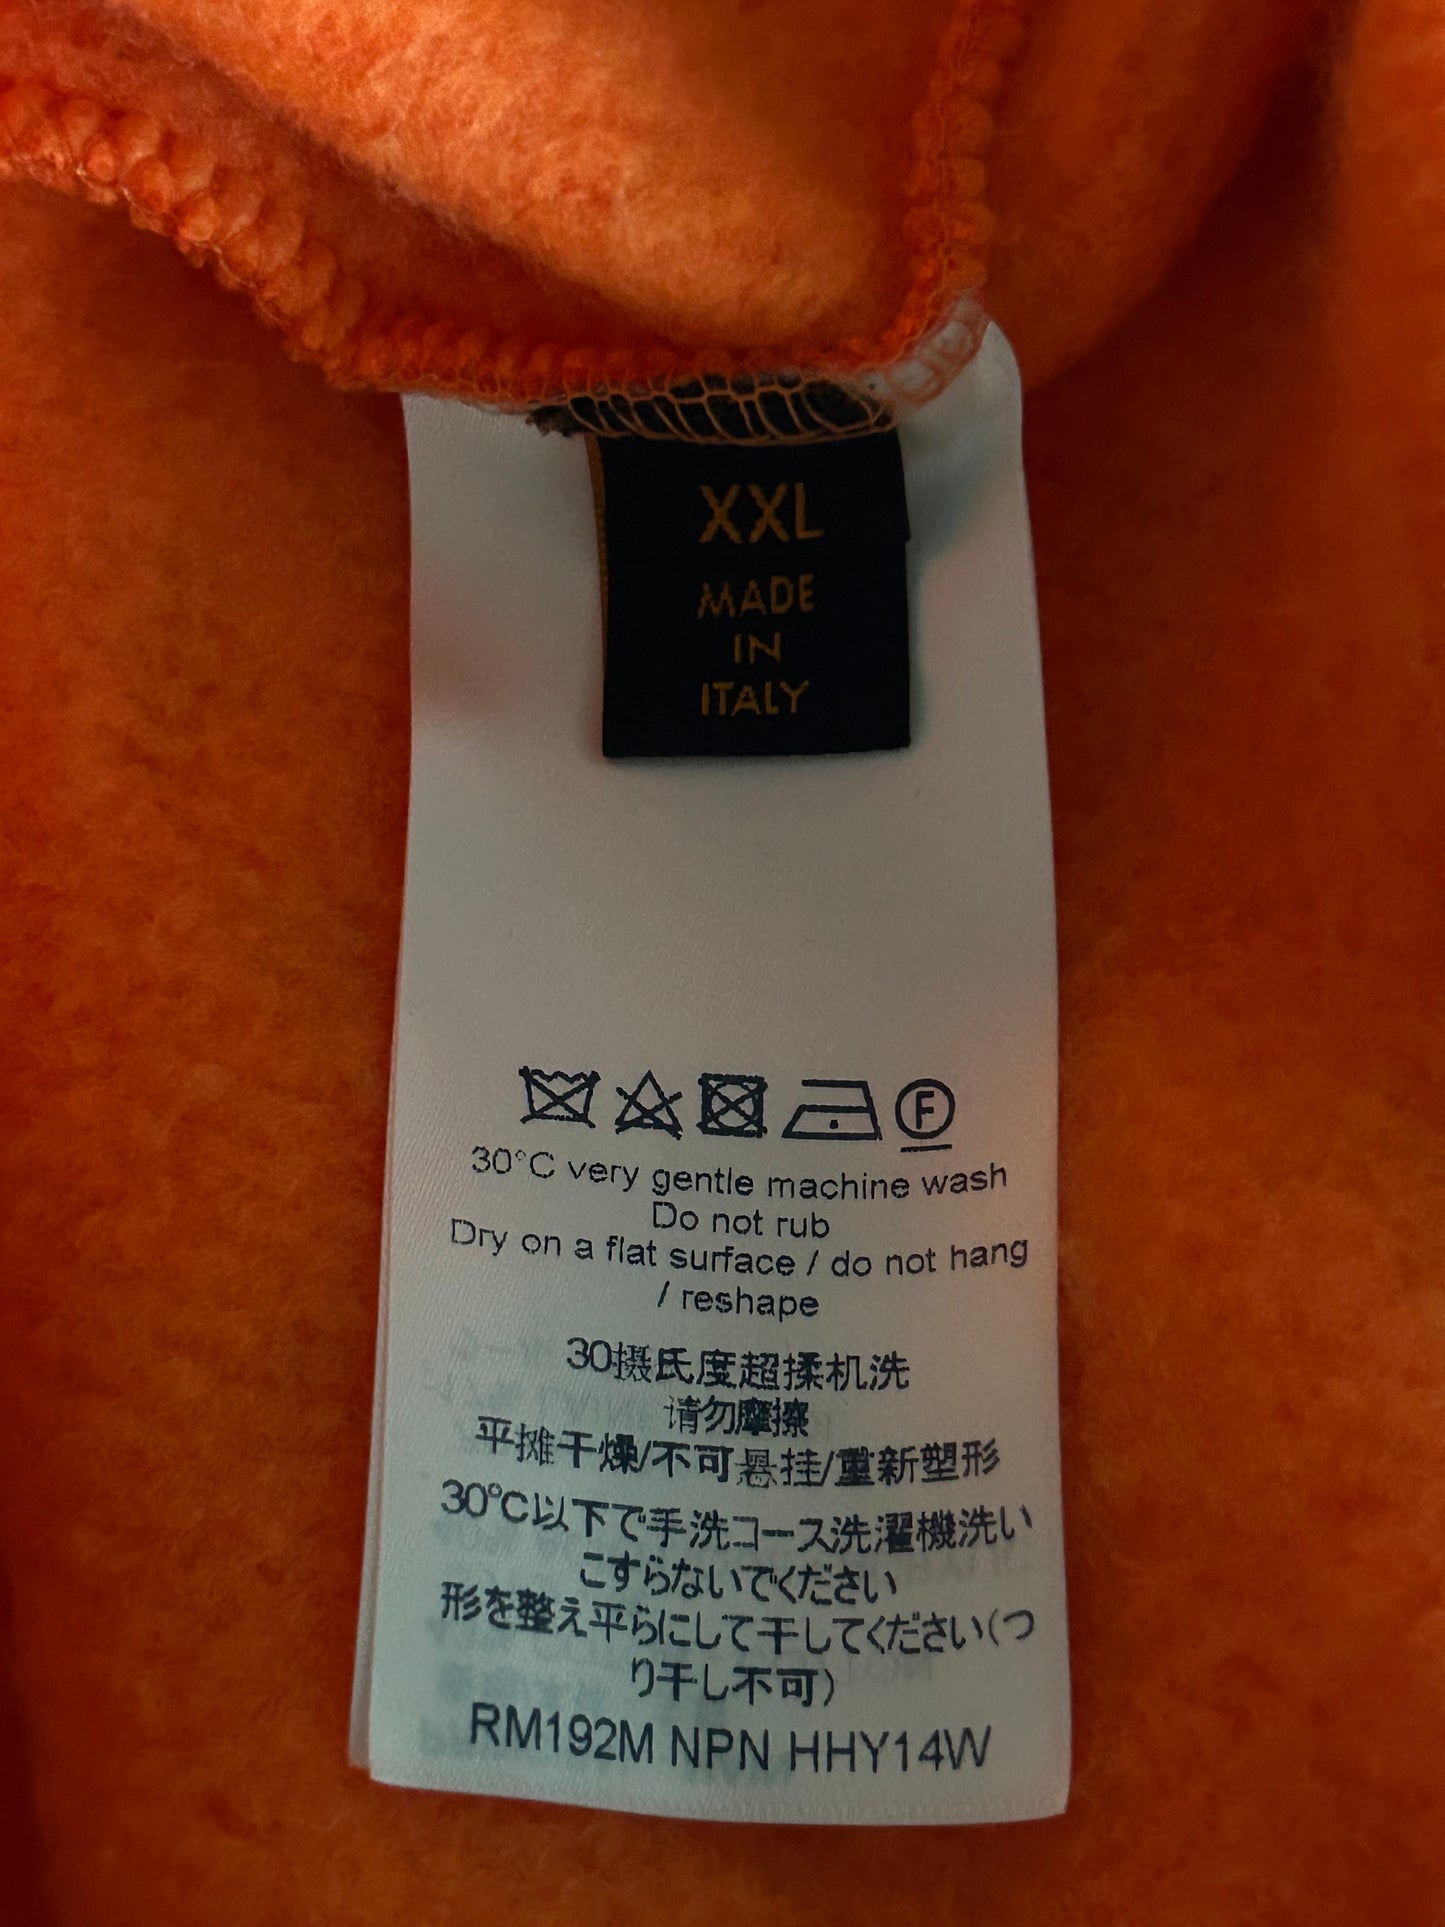 XXL
MADE
IN
ITALY
F
30°C very gentle machine wash
Do not rub
Dry on a flat surface / do not hang
/ reshape
30摄氏度超揉机洗
请勿摩擦
平摊干燥/不可悬挂/重新塑形
30℃以下で手洗コース洗濯機洗い
こすらないでください
形を整え平らにして干してください(つ
り干し不可)
RM192M NPN HHY14W